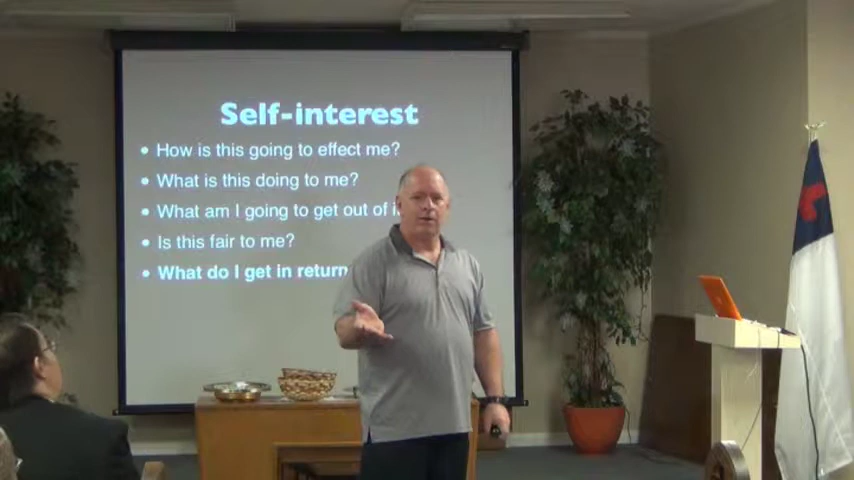 Self-interest
• How is this going to effect me?
• What is this doing to me?
• What am I going to get out of
• Is this fair to me?
• What do I get in return